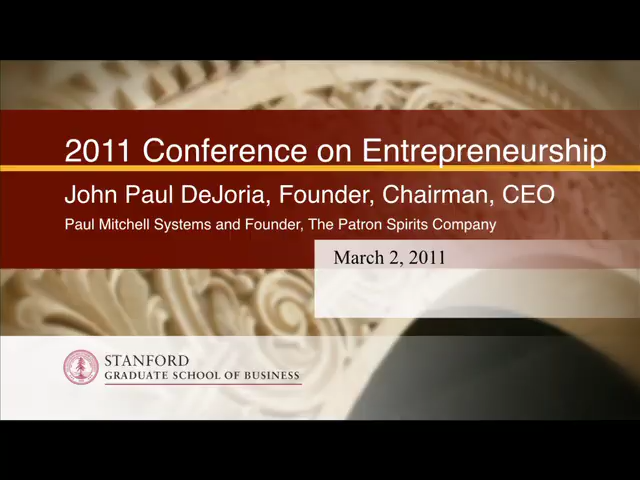 2011 Conference on Entrepreneurship
John Paul DeJoria, Founder, Chairman, CEO
Paul Mitchell Systems and Founder, The Patron Spirits Company
March 2, 2011
STANFORD
GRADUATE SCHOOL OF BUSINESS